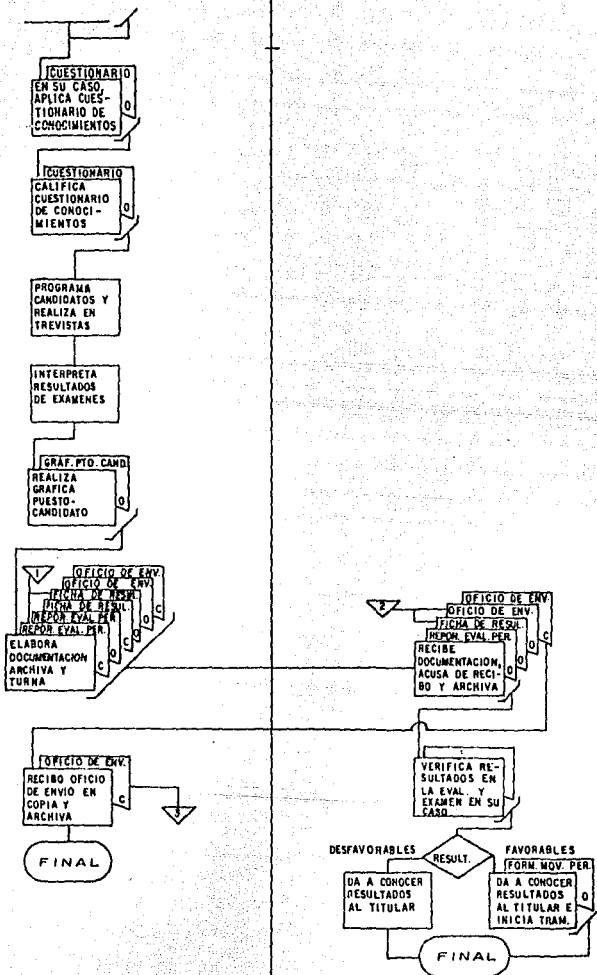 CUESTIONARIO
EN SU CASO,
APLICA CUES-
TIONARIO DE
CONOCIMIENTOS
O
CUESTIONARIO
CALIFICA
CUESTIONARIO
DE CONOCI-
MIENTOS
O
PROGRAMA
CANDIDATOS Y
REALIZA EN
TREVISTAS
INTERPRETA
RESULTADOS
DE EXAMENES
GRAF. PTO. CAND.
REALIZA
GRAFICA
PUESTO-
CANDIDATO
O
1
OFICIO DE ENV.
OFICIO DE ENV.
FICHA DE RESUL.
FICHA DE RESUL.
REPOR. EVAL. PER.
REPOR. EVAL. PER.
ELABORA
DOCUMENTACION
ARCHIVA Y
TURNA
C
O
C
O
O
C
2
OFICIO DE ENV.
OFICIO DE ENV.
FICHA DE RESUL.
REPOR. EVAL. PER.
RECIBE
DOCUMENTACION,
ACUSA DE RECI-
BO Y ARCHIVA
O
O
O
C
OFICIO DE ENV.
RECIBO OFICIO
DE ENVIO EN
COPIA Y
ARCHIVA
C
3
FINAL
VERIFICA RE-
SULTADOS EN
LA EVAL. Y
EXAMEN EN SU
CASO
DESFAVORABLES
RESULT.
FAVORABLES
FORM. MOV. PER.
DA A CONOCER
RESULTADOS
AL TITULAR
DA A CONOCER
RESULTADOS
AL TITULAR E
INICIA TRAM.
O
FINAL